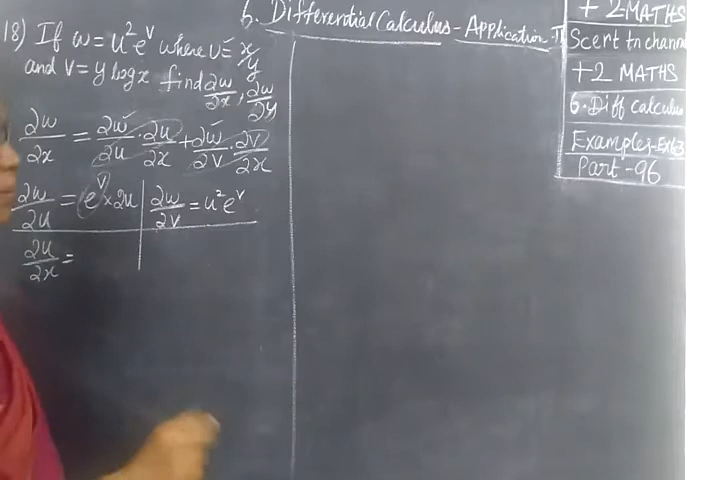 6. Differential Calculus - Application - II
18) If w = u²eᵛ where u = x/y
and v = y log x find ∂w/∂x, ∂w/∂y
∂w/∂x = ∂w/∂u · ∂u/∂x + ∂w/∂v · ∂v/∂x
∂w/∂u = eᵛ × 2u | ∂w/∂v = u²eᵛ
∂u/∂x =
+2 MATHS
Scert tn channel
+2 MATHS
6. Diff calculus
Examples-Ex6.3
Part - 96